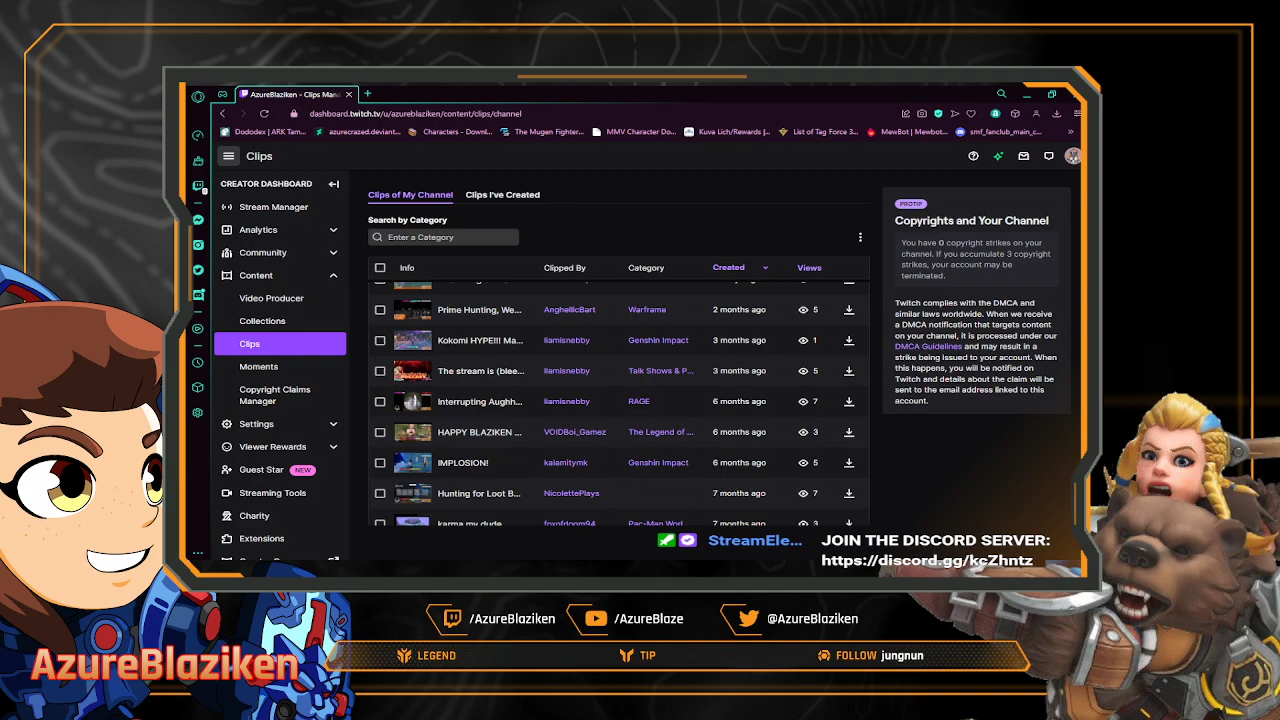 AzureBlaziken - Clips Mana
dashboard.twitch.tv/u/azureblaziken/content/clips/channel
Dododex | ARK Tam...
azurecrazed.deviant...
Characters – Downl...
The Mugen Fighter...
MMV Character Do...
Kuva Lich/Rewards |...
List of Tag Force 3...
MewBot | Mewbot...
smf_fanclub_main_c...
Clips
CREATOR DASHBOARD
Stream Manager
Analytics
Community
Content
Video Producer
Collections
Clips
Moments
Copyright Claims
Manager
Settings
Viewer Rewards
Guest Star NEW
Streaming Tools
Charity
Extensions
Clips of My Channel Clips I've Created
Search by Category
Enter a Category
Info Clipped By Category Created Views
Prime Hunting, We... AnghellicBart Warframe 2 months ago 5
Kokomi HYPE!!! Ma... liamisnebby Genshin Impact 3 months ago 1
The stream is (blee... liamisnebby Talk Shows & P... 3 months ago 5
Interrupting Aughh... liamisnebby RAGE 6 months ago 7
HAPPY BLAZIKEN ... VOIDBoi_Gamez The Legend of ... 6 months ago 3
IMPLOSION! kalamitymk Genshin Impact 6 months ago 5
Hunting for Loot B... NicolettePlays 7 months ago 7
karma my dude foxofdoom94 Pac-Man Worl... 7 months ago 3
PROTIP
Copyrights and Your Channel
You have 0 copyright strikes on your
channel. If you accumulate 3 copyright
strikes, your account may be
terminated.
Twitch complies with the DMCA and
similar laws worldwide. When we receive
a DMCA notification that targets content
on your channel, it is processed under our
DMCA Guidelines and may result in a
strike being issued to your account. When
this happens, you will be notified on
Twitch and details about the claim will be
sent to the email address linked to this
account.
StreamEle...
JOIN THE DISCORD SERVER:
https://discord.gg/kcZhntz
/AzureBlaziken
/AzureBlaze
@AzureBlaziken
AzureBlaziken
LEGEND
TIP
FOLLOW jungnun